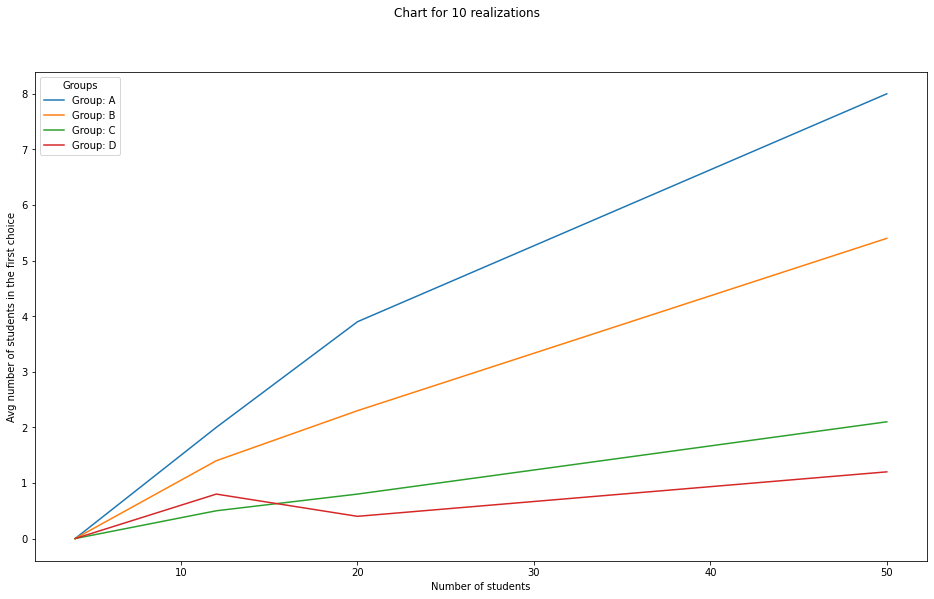 Chart for 10 realizations
Groups
Group: A
Group: B
Group: C
Group: D
Avg number of students in the first choice
8
7
6
5
4
3
2
1
0
10 20 30 40 50
Number of students